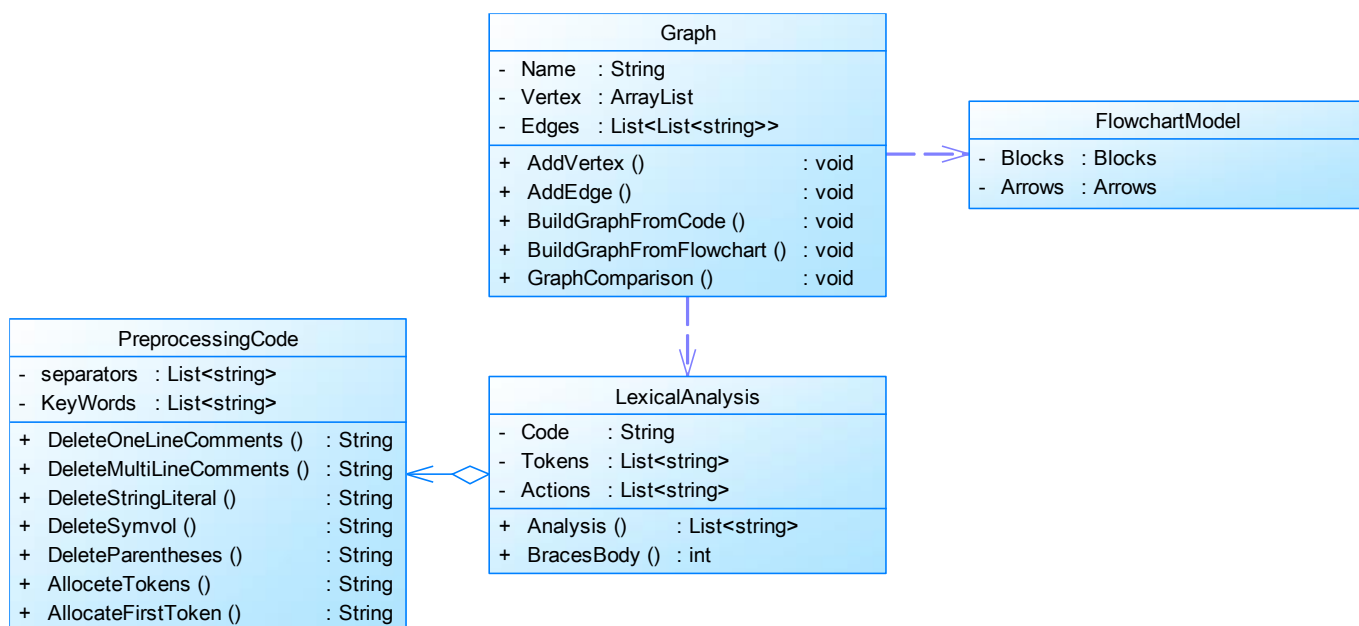 Graph
- Name : String
- Vertex : ArrayList
- Edges : List<List<string>>
+ AddVertex () : void
+ AddEdge () : void
+ BuildGraphFromCode () : void
+ BuildGraphFromFlowchart () : void
+ GraphComparison () : void
FlowchartModel
- Blocks : Blocks
- Arrows : Arrows
PreprocessingCode
- separators : List<string>
- KeyWords : List<string>
+ DeleteOneLineComments () : String
+ DeleteMultiLineComments () : String
+ DeleteStringLiteral () : String
+ DeleteSymvol () : String
+ DeleteParentheses () : String
+ AlloceteTokens () : String
+ AllocateFirstToken () : String
LexicalAnalysis
- Code : String
- Tokens : List<string>
- Actions : List<string>
+ Analysis () : List<string>
+ BracesBody () : int